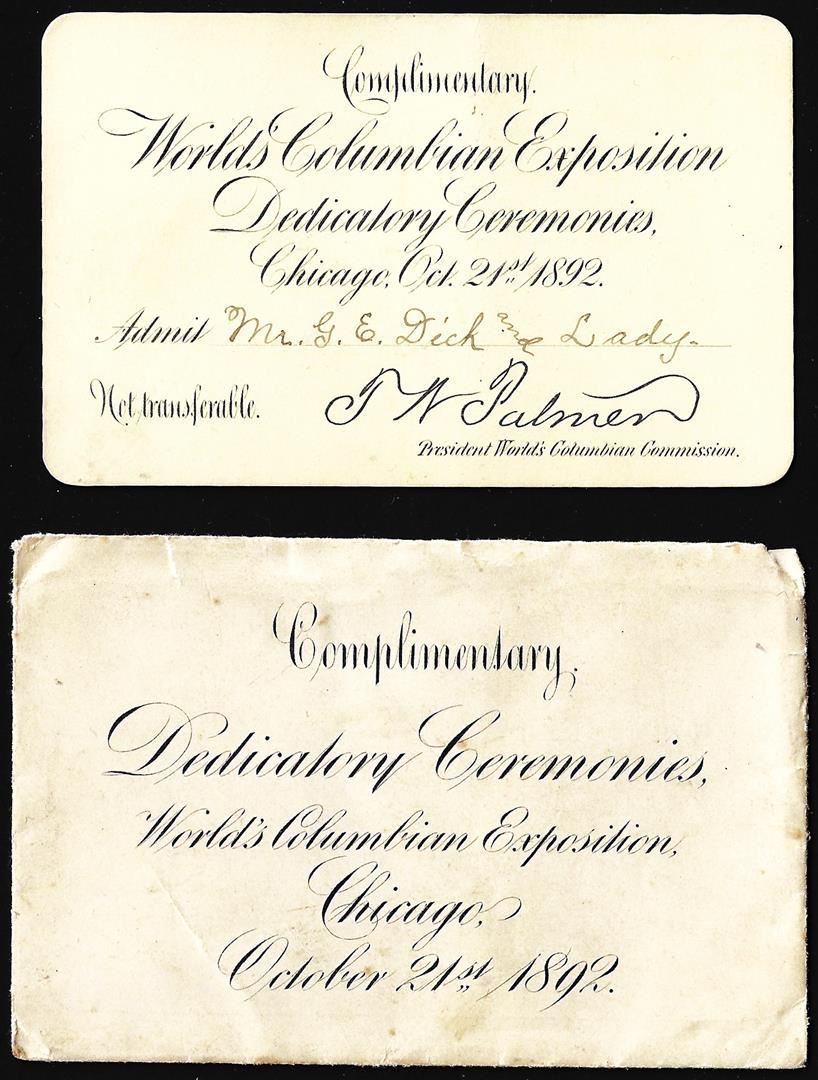 Complimentary.
World's Columbian Exposition
Dedicatory Ceremonies,
Chicago, Oct. 21st 1892.
Admit Mr. G. E. Dick and Lady.
Not transferable. T W Palmer
President World's Columbian Commission.
Complimentary.
Dedicatory Ceremonies,
World's Columbian Exposition,
Chicago,
October 21st 1892.